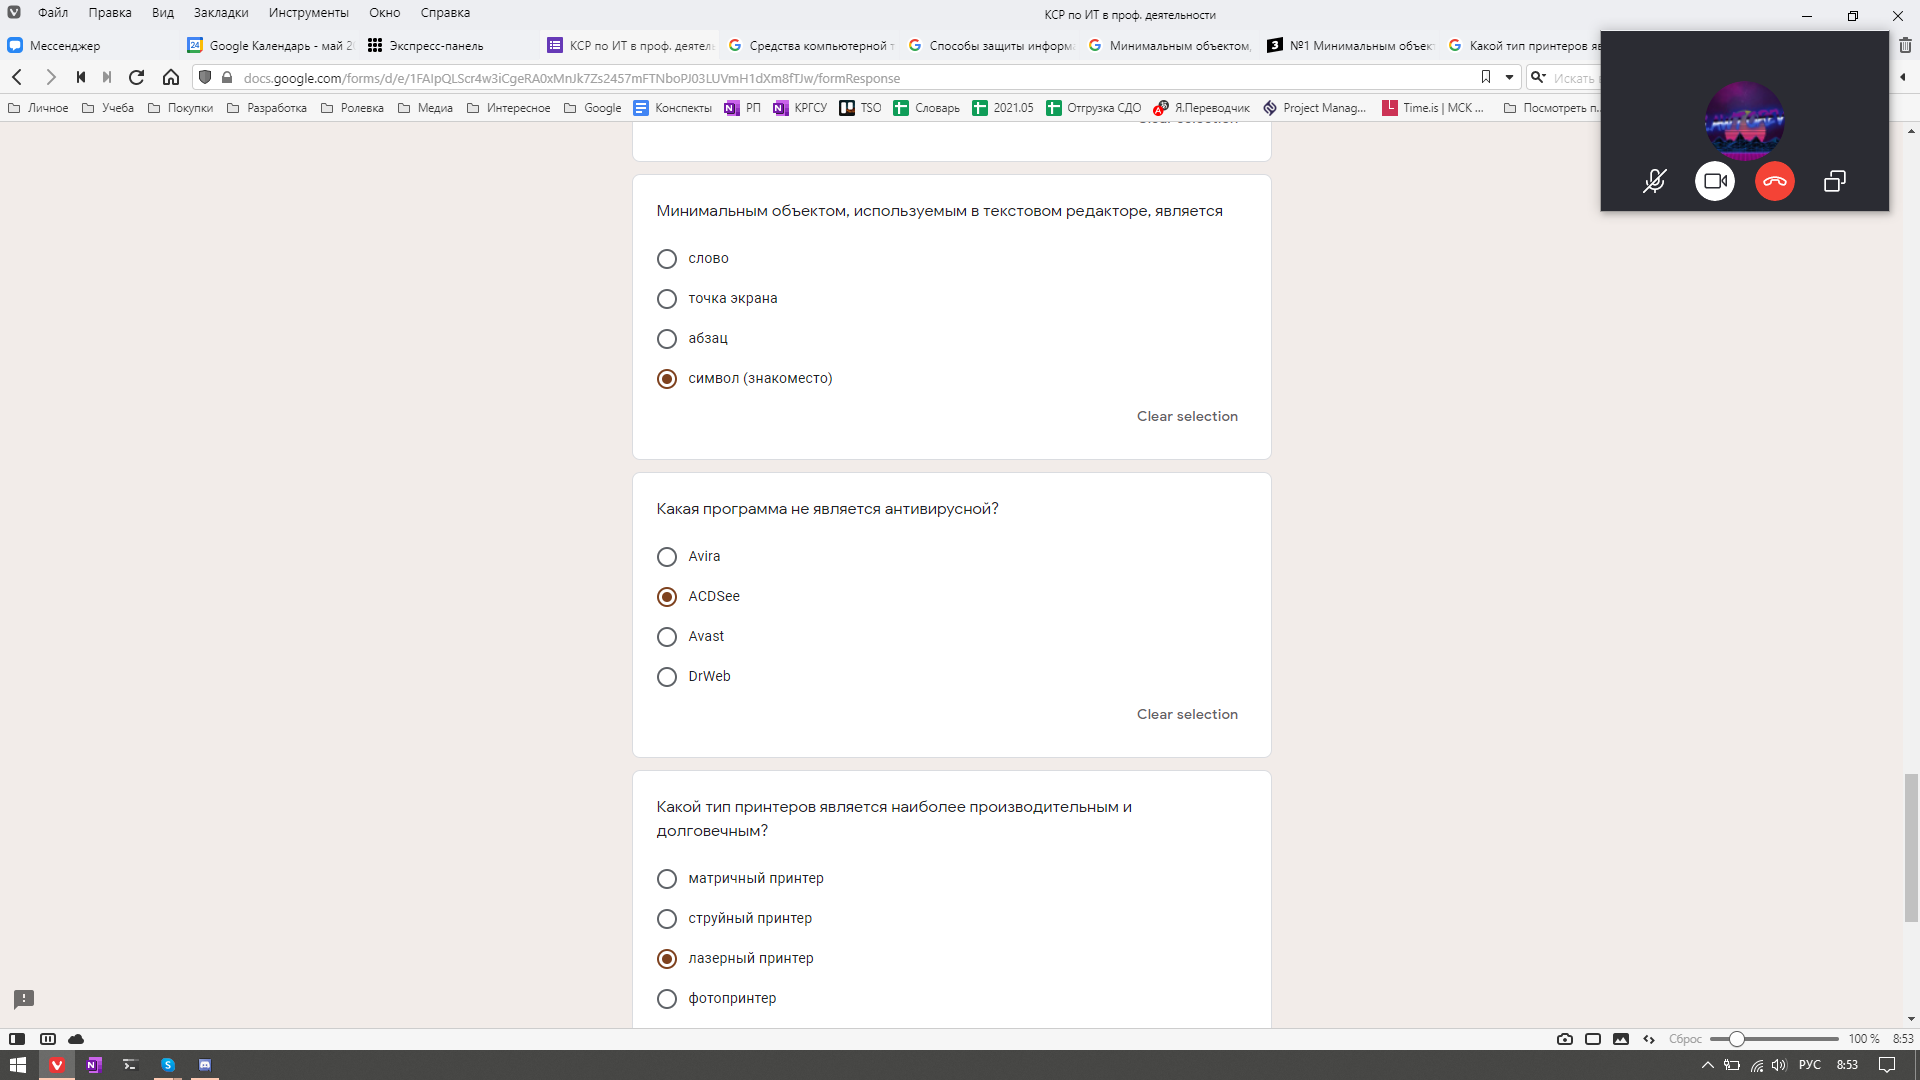 Файл Правка Вид Закладки Инструменты Окно Справка
КСР по ИТ в проф. деятельности
Мессенджер
Google Календарь - май 2
Экспресс-панель
КСР по ИТ в проф. деятель
Средства компьютерной
Способы защиты информ
Минимальным объектом,
№1 Минимальным объек
Какой тип принтеров яв
docs.google.com/forms/d/e/1FAIpQLScr4w3iCgeRA0xMnJk7Zs2457mFTNboPJ03LUVmH1dXm8fTJw/formResponse
Искать
Личное Учеба Покупки Разработка Ролевка Медиа Интересное Google Конспекты РП КРГСУ TSO Словарь 2021.05 Отгрузка СДО Я.Переводчик Project Manag... Time.is | МСК ... Посмотреть п...
Clear selection
Минимальным объектом, используемым в текстовом редакторе, является
слово
точка экрана
абзац
символ (знакоместо)
Clear selection
Какая программа не является антивирусной?
Avira
ACDSee
Avast
DrWeb
Clear selection
Какой тип принтеров является наиболее производительным и
долговечным?
матричный принтер
струйный принтер
лазерный принтер
фотопринтер
Сброс 100 % 8:53
РУС 8:53